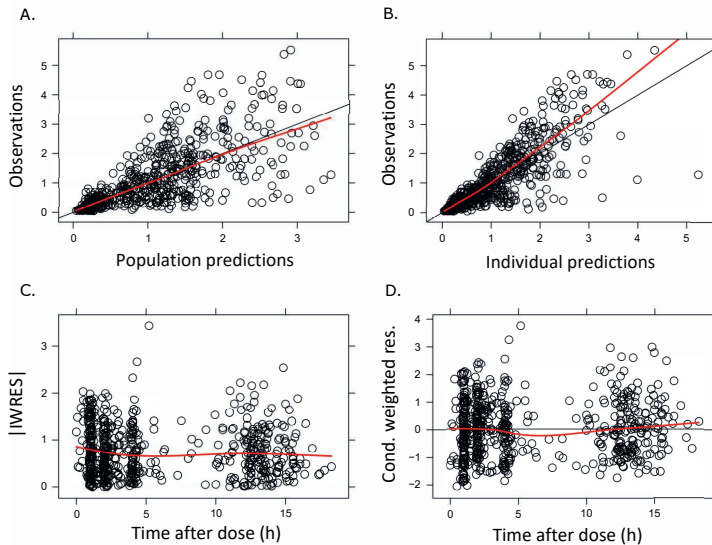 A.
B.
Observations
5
4
3
2
1
0
0 1 2 3
Population predictions
Observations
5
4
3
2
1
0
0 1 2 3 4 5
Individual predictions
C.
D.
|IWRES|
3
2
1
0
0 5 10 15
Time after dose (h)
Cond. weighted res.
4
3
2
1
0
−1
−2
0 5 10 15
Time after dose (h)